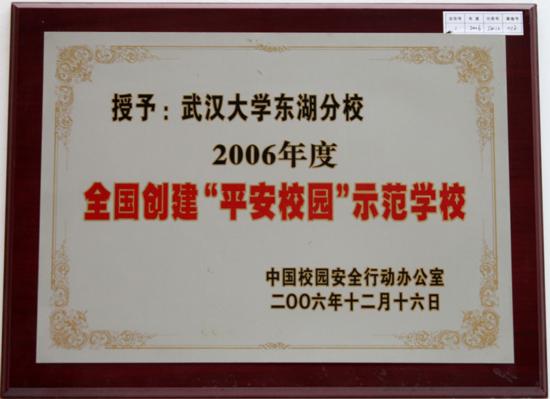 授予：武汉大学东湖分校
2006年度
全国创建“平安校园”示范学校
中国校园安全行动办公室
二〇〇六年十二月十六日